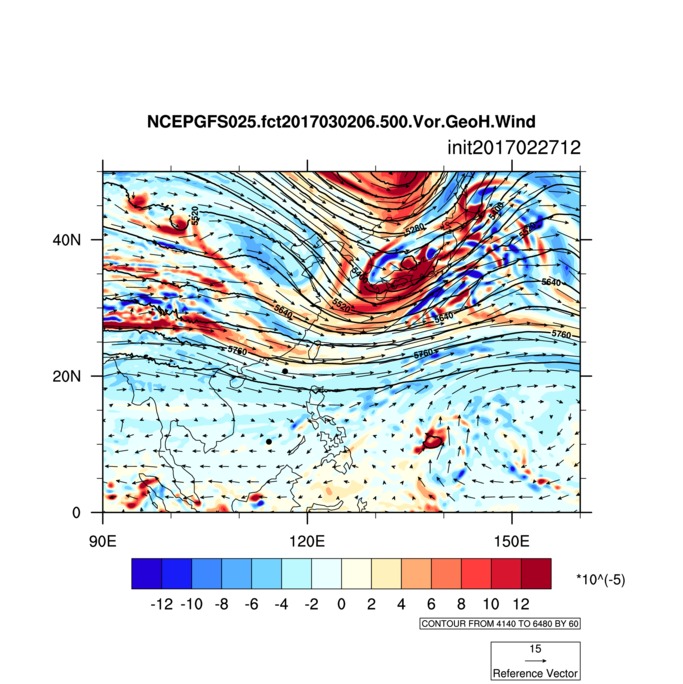 NCEPGFS025.fct2017030206.500.Vor.GeoH.Wind
init2017022712
40N
20N
0
90E 120E 150E
5520
5280
5400
5520
5640
5640
5640
5760
5760
5760
-12 -10 -8 -6 -4 -2 0 2 4 6 8 10 12
*10^(-5)
CONTOUR FROM 4140 TO 6480 BY 60
15
Reference Vector